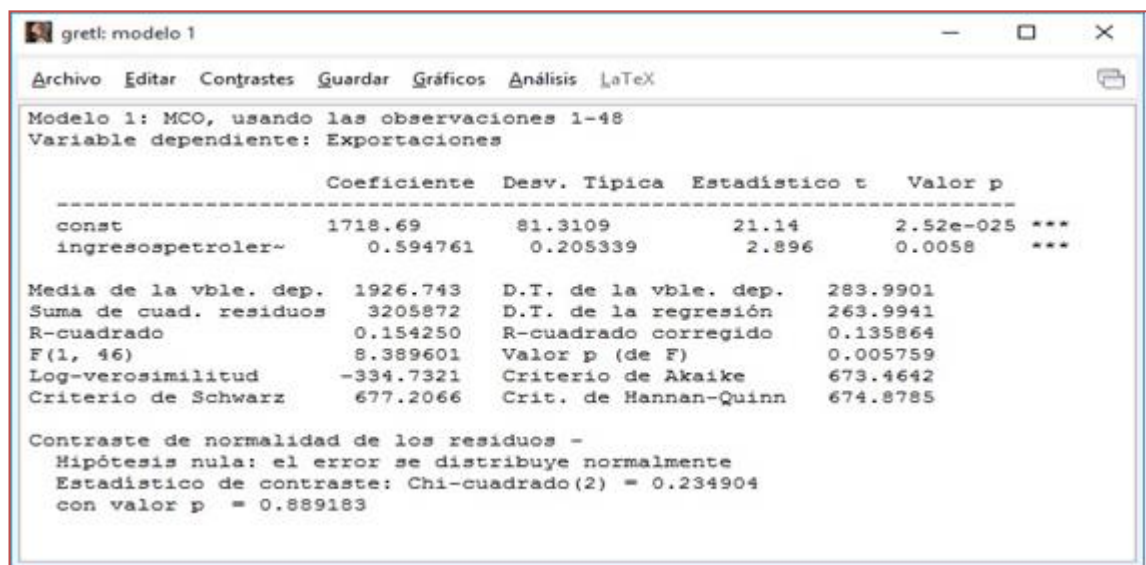 gretl: modelo 1
Archivo Editar Contrastes Guardar Gráficos Análisis LaTeX
Modelo 1: MCO, usando las observaciones 1-48
Variable dependiente: Exportaciones
Coeficiente Desv. Típica Estadístico t Valor p
const 1718.69 81.3109 21.14 2.52e-025 ***
ingresospetroler~ 0.594761 0.205339 2.896 0.0058 ***
Media de la vble. dep. 1926.743 D.T. de la vble. dep. 283.9901
Suma de cuad. residuos 3205872 D.T. de la regresión 263.9941
R-cuadrado 0.154250 R-cuadrado corregido 0.135864
F(1, 46) 8.389601 Valor p (de F) 0.005759
Log-verosimilitud -334.7321 Criterio de Akaike 673.4642
Criterio de Schwarz 677.2066 Crit. de Hannan-Quinn 674.8785
Contraste de normalidad de los residuos -
Hipótesis nula: el error se distribuye normalmente
Estadístico de contraste: Chi-cuadrado(2) = 0.234904
con valor p = 0.889183